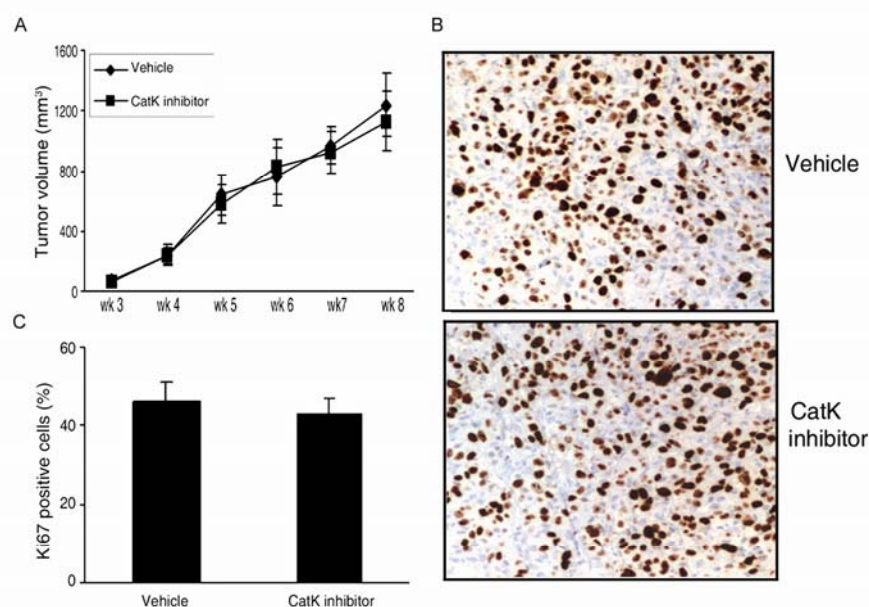 A
Tumor volume (mm³)
1600
1200
800
400
0
Vehicle
CatK inhibitor
wk 3 wk 4 wk 5 wk 6 wk7 wk 8
B
Vehicle
CatK
inhibitor
C
Ki67 positive cells (%)
60
40
20
0
Vehicle CatK inhibitor